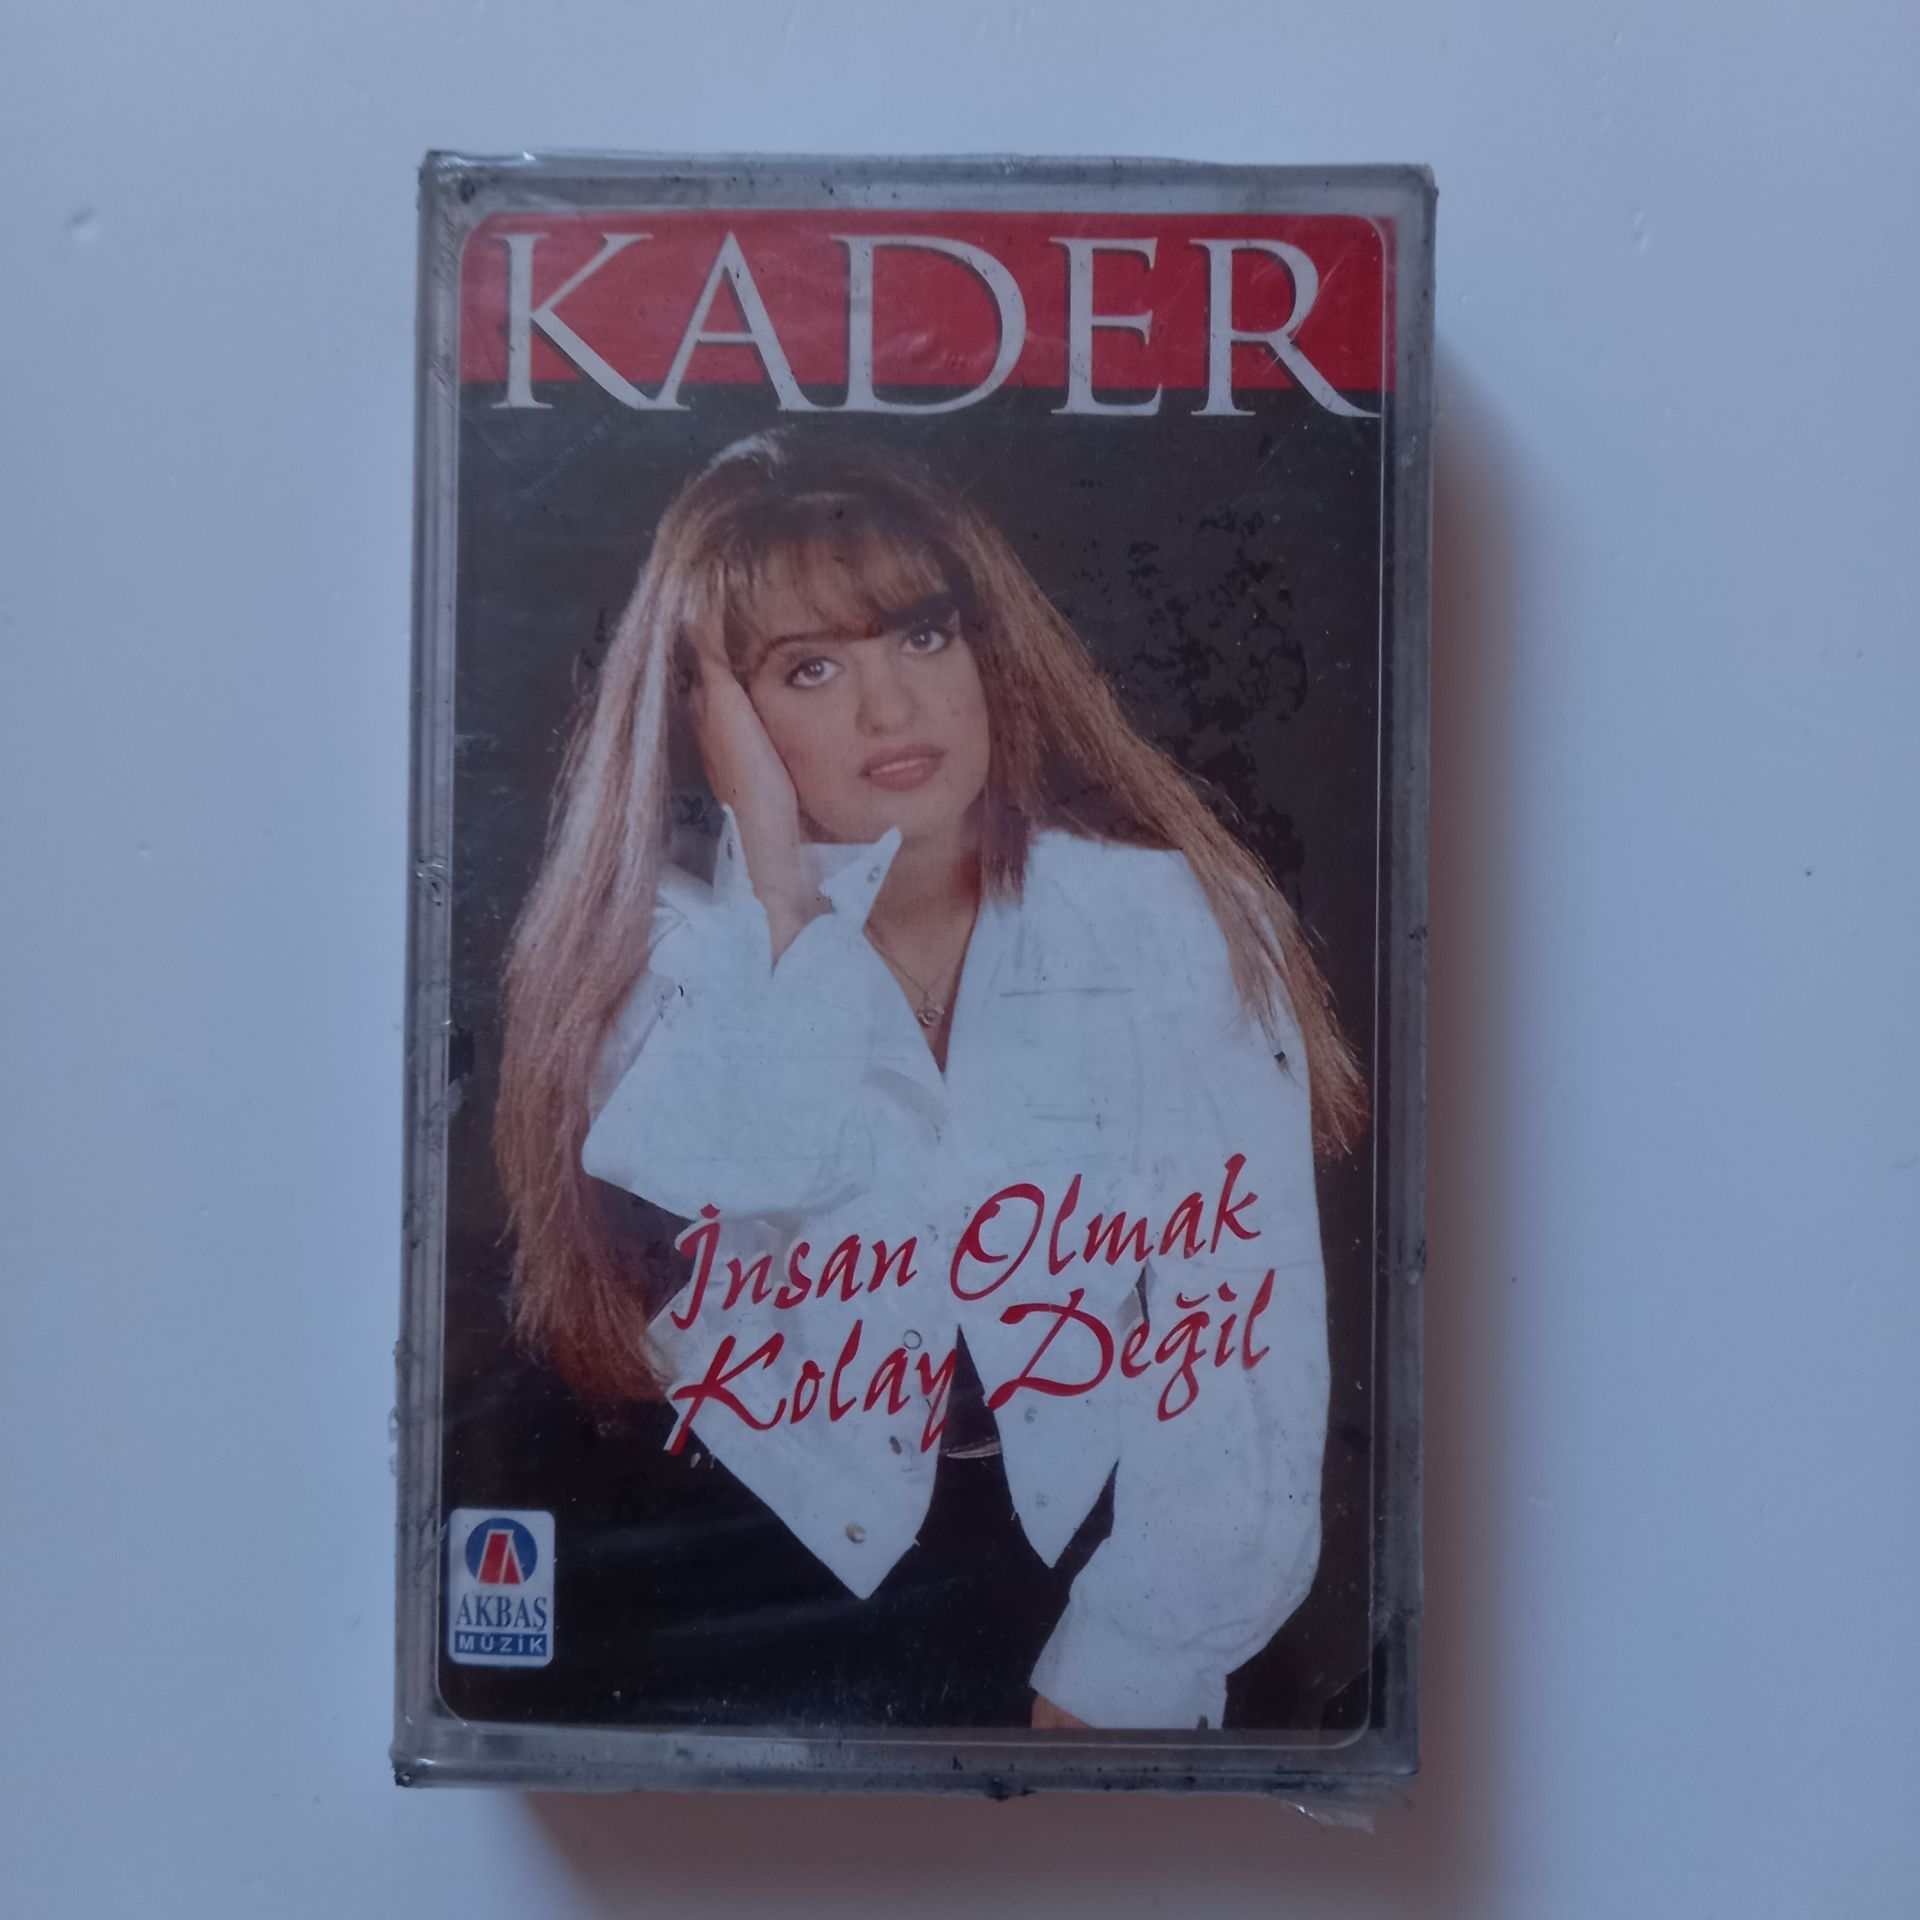 KADER
İnsan Olmak
Kolay Değil
AKBAŞ
MÜZİK